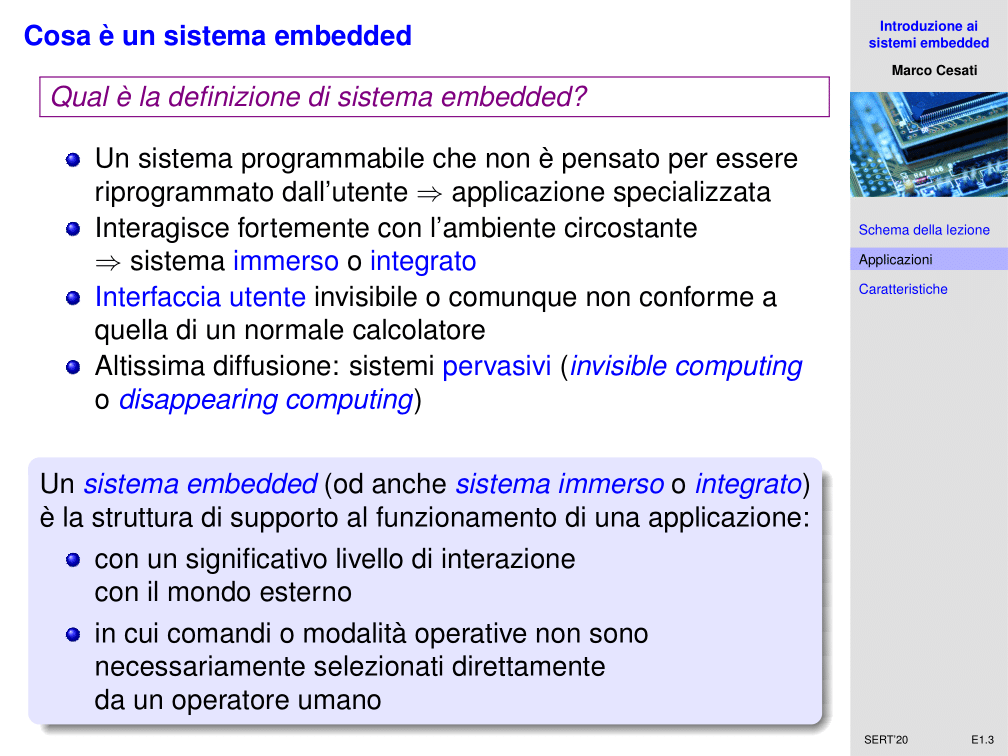 Cosa è un sistema embedded
Qual è la definizione di sistema embedded?
Un sistema programmabile che non è pensato per essere
riprogrammato dall'utente ⇒ applicazione specializzata
Interagisce fortemente con l'ambiente circostante
⇒ sistema immerso o integrato
Interfaccia utente invisibile o comunque non conforme a
quella di un normale calcolatore
Altissima diffusione: sistemi pervasivi (invisible computing
o disappearing computing)
Un sistema embedded (od anche sistema immerso o integrato)
è la struttura di supporto al funzionamento di una applicazione:
con un significativo livello di interazione
con il mondo esterno
in cui comandi o modalità operative non sono
necessariamente selezionati direttamente
da un operatore umano
Introduzione ai
sistemi embedded
Marco Cesati
R47 R46
Schema della lezione
Applicazioni
Caratteristiche
SERT'20 E1.3